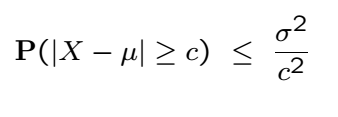 P(|X − μ| ≥ c) ≤ σ²/c²